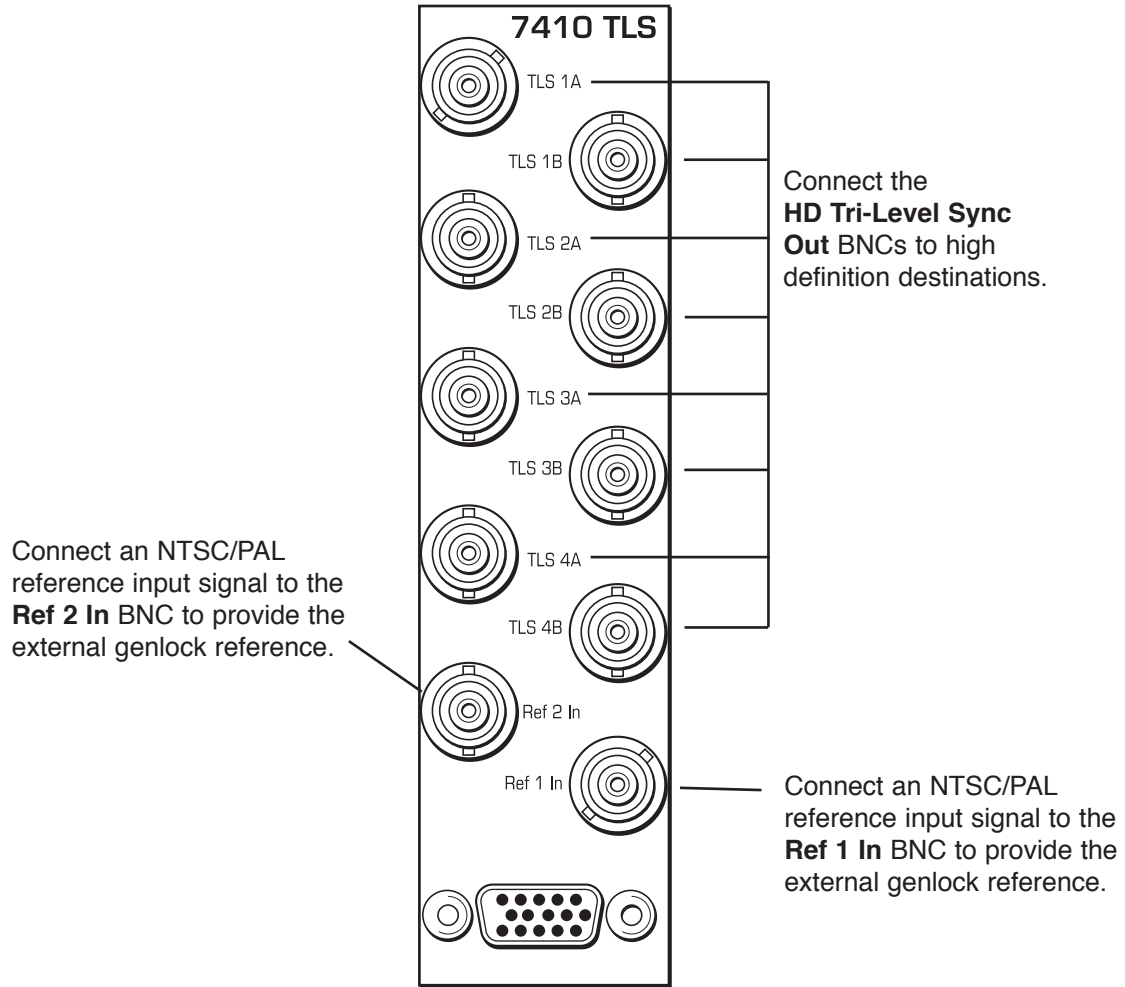 7410 TLS
TLS 1A
TLS 1B
TLS 2A
TLS 2B
TLS 3A
TLS 3B
TLS 4A
TLS 4B
Ref 2 In
Ref 1 In
Connect the
HD Tri-Level Sync
Out BNCs to high
definition destinations.
Connect an NTSC/PAL
reference input signal to the
Ref 2 In BNC to provide the
external genlock reference.
Connect an NTSC/PAL
reference input signal to the
Ref 1 In BNC to provide the
external genlock reference.